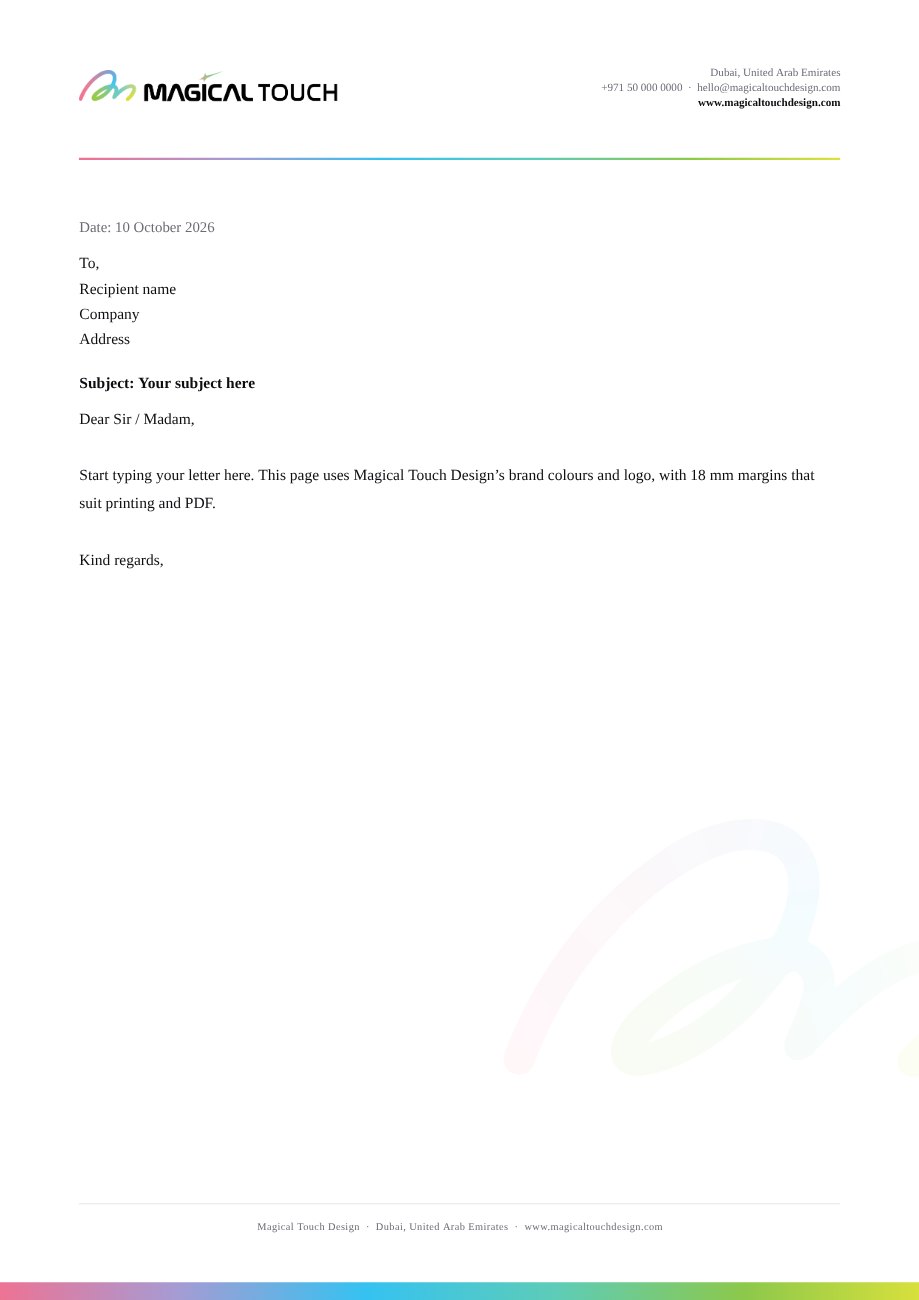 MAGICAL TOUCH
Dubai, United Arab Emirates
+971 50 000 0000 · hello@magicaltouchdesign.com
www.magicaltouchdesign.com
Date: 10 October 2026
To,
Recipient name
Company
Address
Subject: Your subject here
Dear Sir / Madam,
Start typing your letter here. This page uses Magical Touch Design’s brand colours and logo, with 18 mm margins that
suit printing and PDF.
Kind regards,
Magical Touch Design · Dubai, United Arab Emirates · www.magicaltouchdesign.com